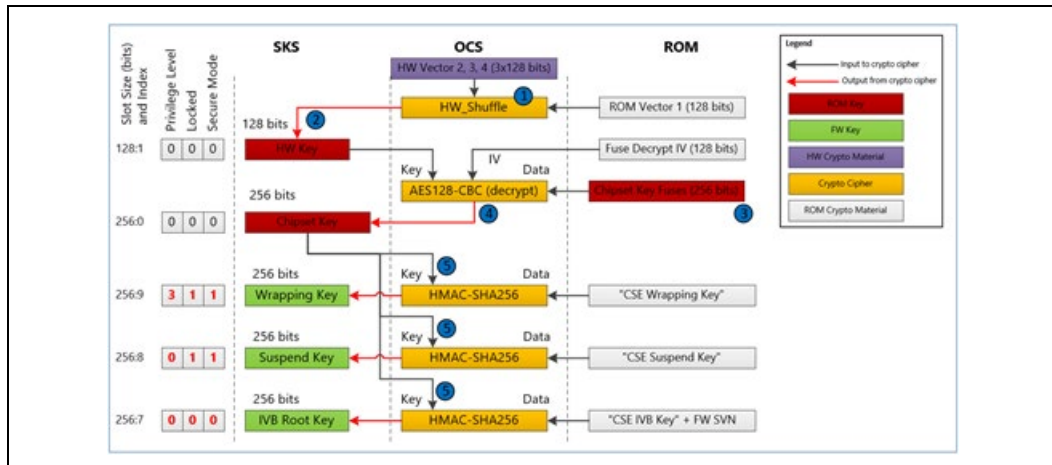 SKS
OCS
ROM
Slot Size (bits)
and Index
Privilege Level
Locked
Secure Mode
HW Vector 2, 3, 4 (3x128 bits)
1
HW_Shuffle
ROM Vector 1 (128 bits)
128 bits
2
128:1
0 0 0
HW Key
Fuse Decrypt IV (128 bits)
IV
Key
Data
AES128-CBC (decrypt)
Chipset Key Fuses (256 bits)
3
256 bits
4
256:0
0 0 0
Chipset Key
5
256 bits
Key
Data
256:9
3 1 1
Wrapping Key
HMAC-SHA256
"CSE Wrapping Key"
5
256 bits
Key
Data
256:8
0 1 1
Suspend Key
HMAC-SHA256
"CSE Suspend Key"
5
256 bits
Key
Data
256:7
0 0 0
IVB Root Key
HMAC-SHA256
"CSE IVB Key" + FW SVN
Legend
Input to crypto cipher
Output from crypto cipher
ROM Key
FW Key
HW Crypto Material
Crypto Cipher
ROM Crypto Material